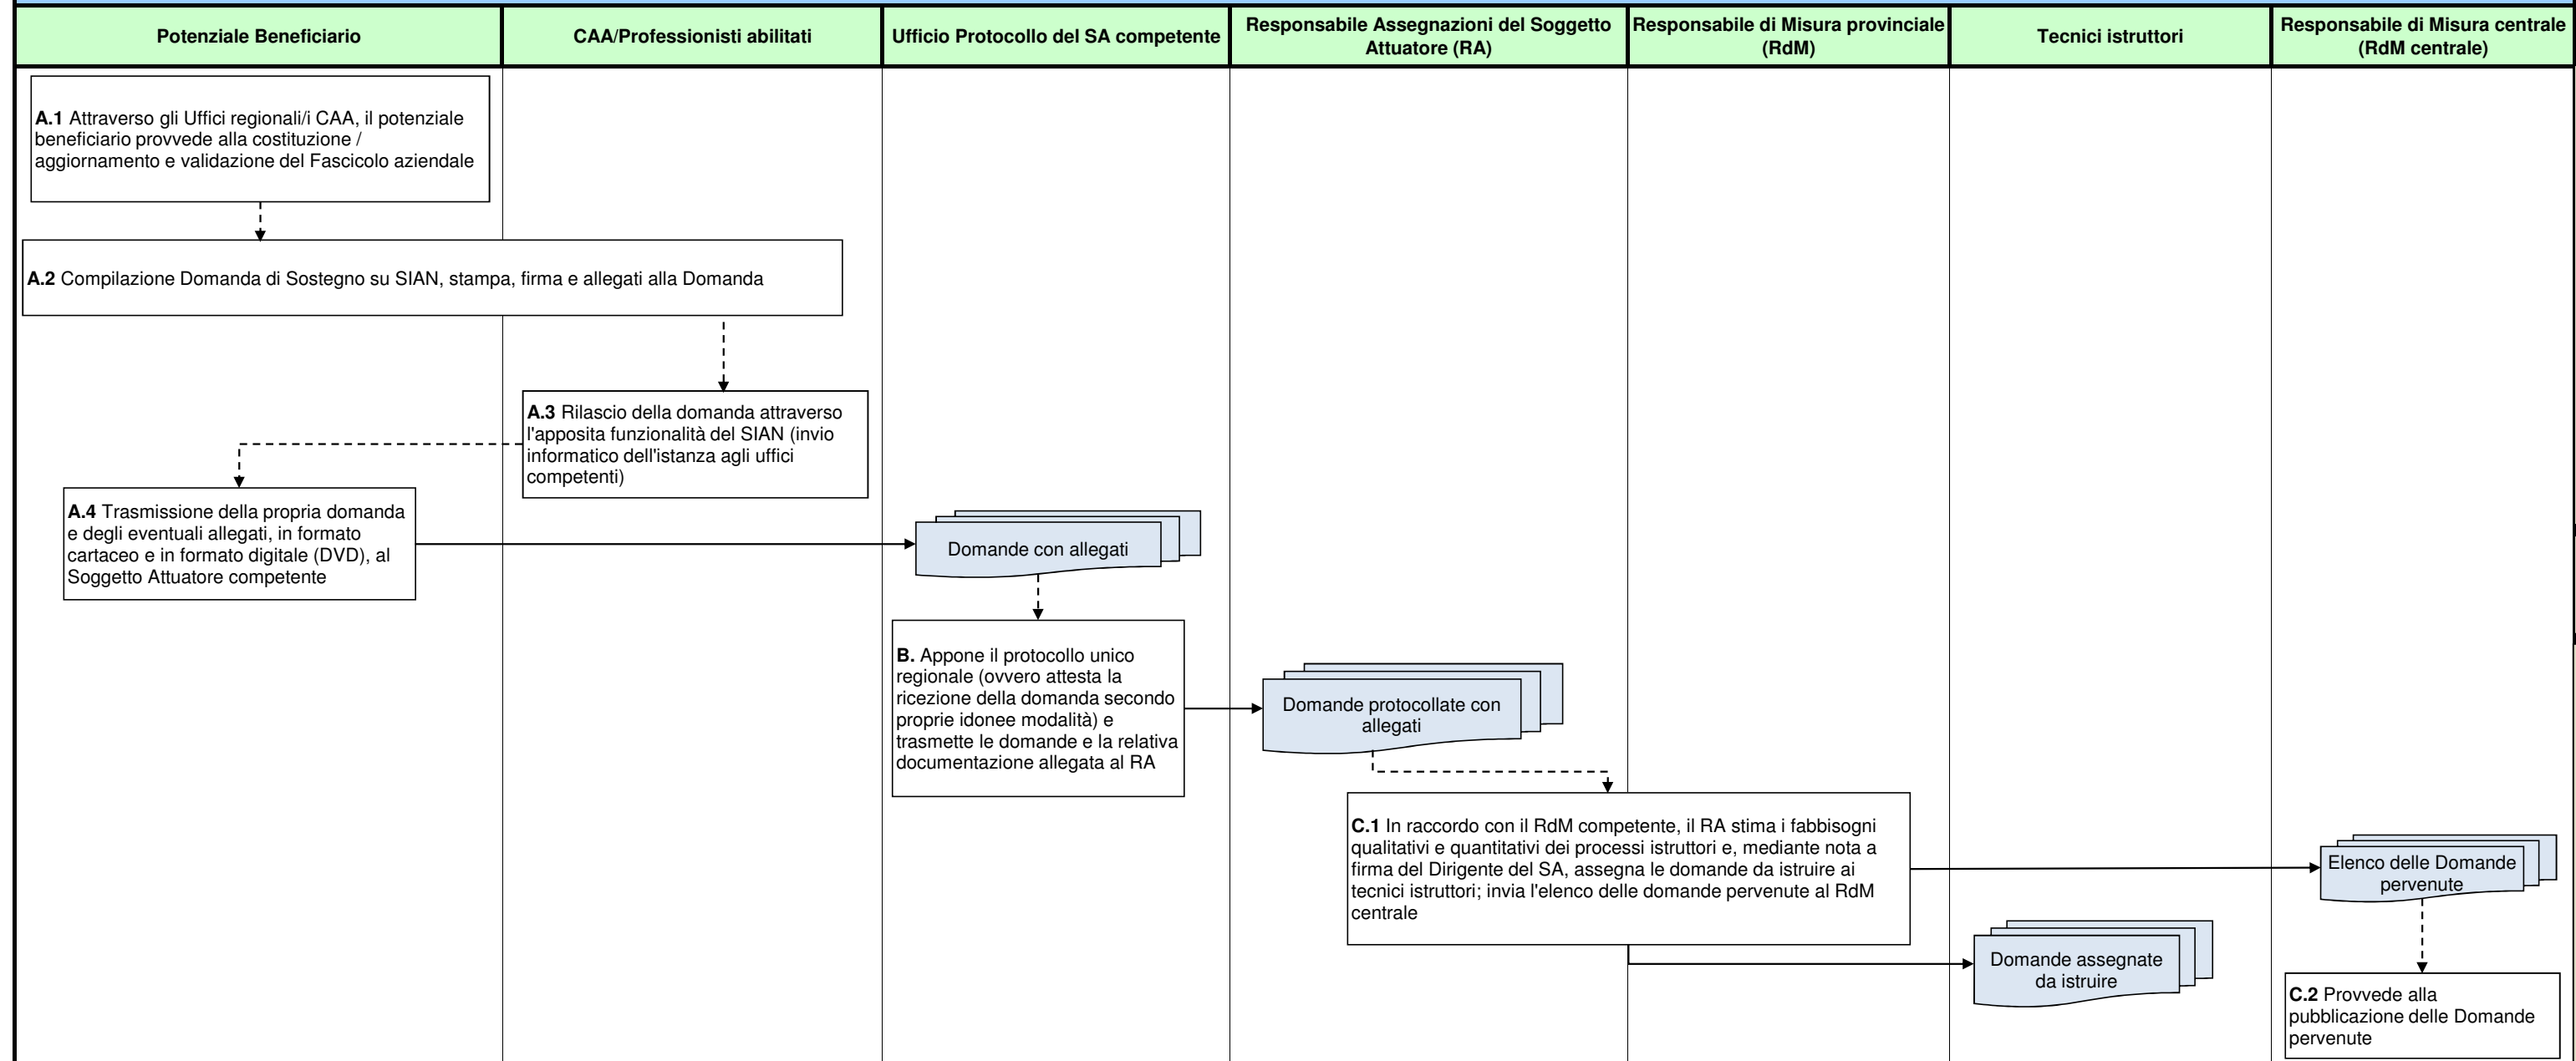 Potenziale Beneficiario
CAA/Professionisti abilitati
Ufficio Protocollo del SA competente
Responsabile Assegnazioni del Soggetto
Attuatore (RA)
Responsabile di Misura provinciale
(RdM)
Tecnici istruttori
Responsabile di Misura centrale
(RdM centrale)
A.1 Attraverso gli Uffici regionali/i CAA, il potenziale
beneficiario provvede alla costituzione /
aggiornamento e validazione del Fascicolo aziendale
A.2 Compilazione Domanda di Sostegno su SIAN, stampa, firma e allegati alla Domanda
A.3 Rilascio della domanda attraverso
l'apposita funzionalità del SIAN (invio
informatico dell'istanza agli uffici
competenti)
A.4 Trasmissione della propria domanda
e degli eventuali allegati, in formato
cartaceo e in formato digitale (DVD), al
Soggetto Attuatore competente
Domande con allegati
B. Appone il protocollo unico
regionale (ovvero attesta la
ricezione della domanda secondo
proprie idonee modalità) e
trasmette le domande e la relativa
documentazione allegata al RA
Domande protocollate con
allegati
C.1 In raccordo con il RdM competente, il RA stima i fabbisogni
qualitativi e quantitativi dei processi istruttori e, mediante nota a
firma del Dirigente del SA, assegna le domande da istruire ai
tecnici istruttori; invia l'elenco delle domande pervenute al RdM
centrale
Elenco delle Domande
pervenute
Domande assegnate
da istruire
C.2 Provvede alla
pubblicazione delle Domande
pervenute